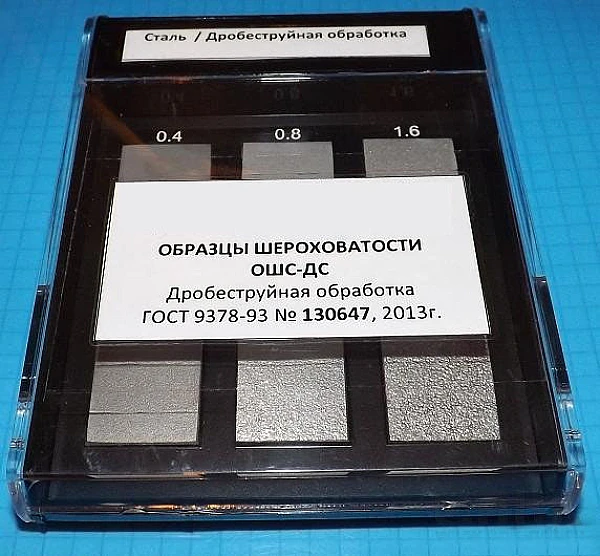 Сталь / Дробеструйная обработка
0.4 0.8 1.6
ОБРАЗЦЫ ШЕРОХОВАТОСТИ
ОШС-ДС
Дробеструйная обработка
ГОСТ 9378-93 № 130647, 2013г.